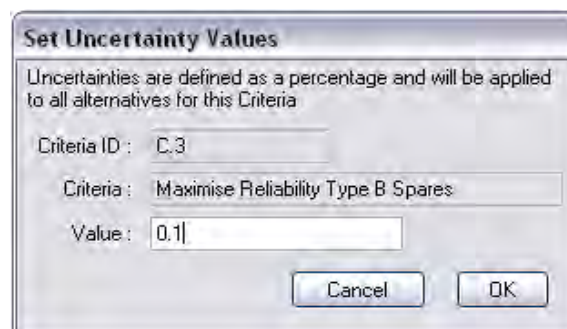 Set Uncertainty Values
Uncertainties are defined as a percentage and will be applied
to all alternatives for this Criteria
Criteria ID : C.3
Criteria : Maximise Reliability Type B Spares
Value : 0.1
Cancel OK